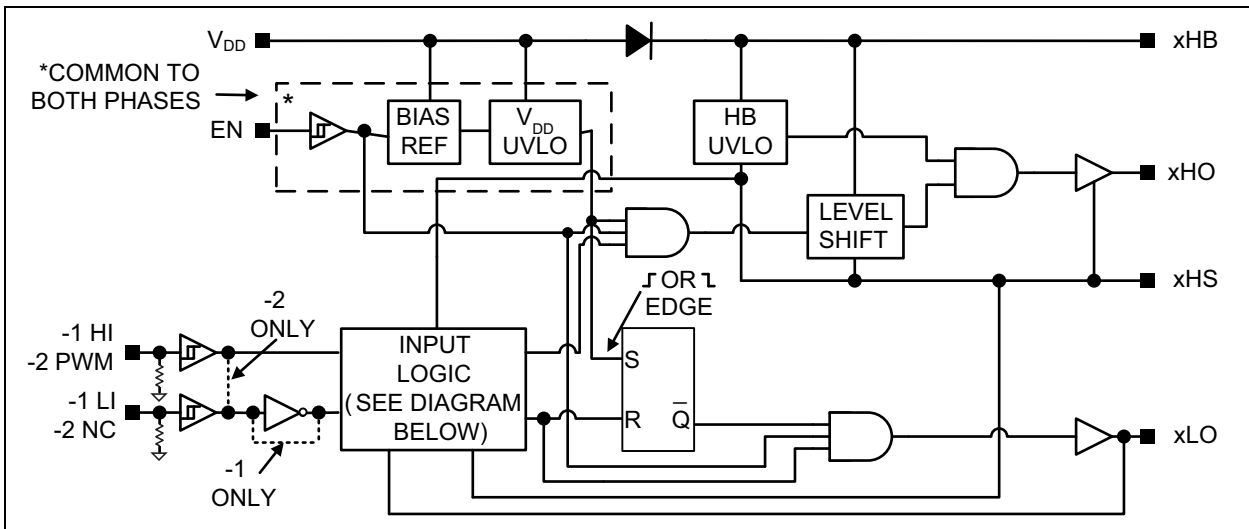 VDD
xHB
*COMMON TO
BOTH PHASES
*
EN
BIAS
REF
VDD
UVLO
HB
UVLO
xHO
LEVEL
SHIFT
xHS
OR
EDGE
-2
ONLY
-1 HI
-2 PWM
-1 LI
-2 NC
INPUT
LOGIC
(SEE DIAGRAM
BELOW)
S
R
Q̅
xLO
-1
ONLY